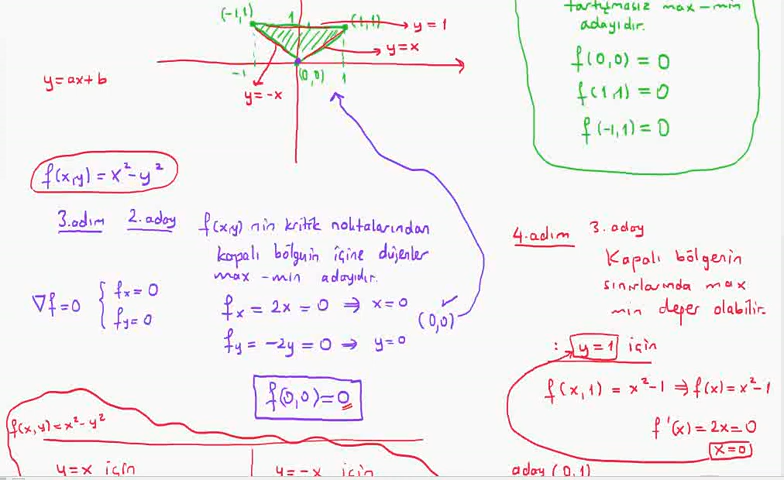 (-1,1)
1
(1,1)
y=1
y=x
-1
(0,0)
1
y=-x
y=ax+b
tartışmasız max-min
adayıdır.
f(0,0)=0
f(1,1)=0
f(-1,1)=0
f(x,y)=x²-y²
3.adım 2.aday f(x,y) nin kritik noktalarından
kapalı bölgenin içine düşenler
max-min adayıdır.
∇f=0 { fx=0
fy=0
fx = 2x = 0 ⇒ x=0
fy = -2y = 0 → y=0
(0,0) ✓
f(0,0)=0
4.adım 3. aday
Kapalı bölgenin
sınırlarında max
min değer olabilir.
: y=1 için
f(x,1) = x²-1 ⇒ f(x)=x²-1
f'(x)=2x=0
x=0
aday (0,1)
f(x,y)=x²-y²
y=x için
y=-x için